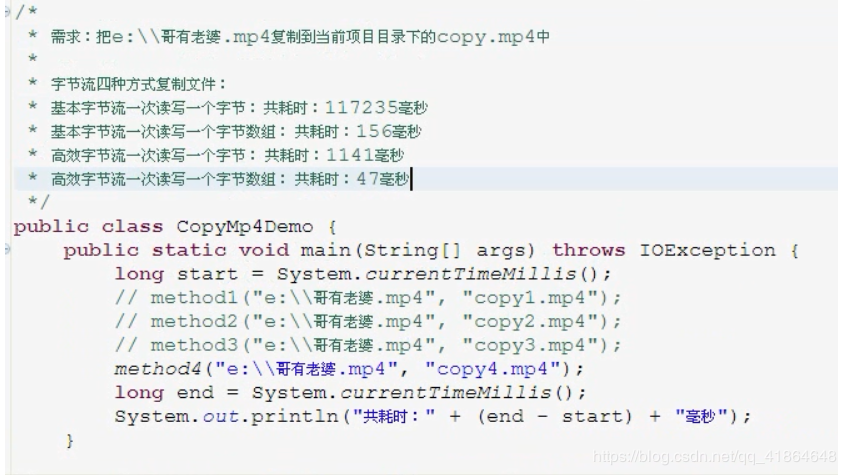 /*
 * 需求：把e:\\哥有老婆.mp4复制到当前项目目录下的copy.mp4中
 *
 * 字节流四种方式复制文件：
 * 基本字节流一次读写一个字节：共耗时：117235毫秒
 * 基本字节流一次读写一个字节数组：共耗时：156毫秒
 * 高效字节流一次读写一个字节：共耗时：1141毫秒
 * 高效字节流一次读写一个字节数组：共耗时：47毫秒
 */
public class CopyMp4Demo {
    public static void main(String[] args) throws IOException {
        long start = System.currentTimeMillis();
        // method1("e:\\哥有老婆.mp4", "copy1.mp4");
        // method2("e:\\哥有老婆.mp4", "copy2.mp4");
        // method3("e:\\哥有老婆.mp4", "copy3.mp4");
        method4("e:\\哥有老婆.mp4", "copy4.mp4");
        long end = System.currentTimeMillis();
        System.out.println("共耗时：" + (end - start) + "毫秒");
    }
https://blog.csdn.net/qq_41864648